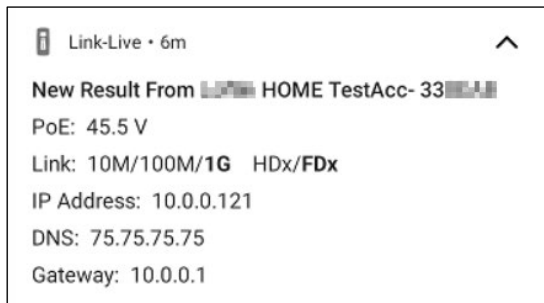 Link-Live • 6m
New Result From HOME TestAcc- 33
PoE: 45.5 V
Link: 10M/100M/1G HDx/FDx
IP Address: 10.0.0.121
DNS: 75.75.75.75
Gateway: 10.0.0.1